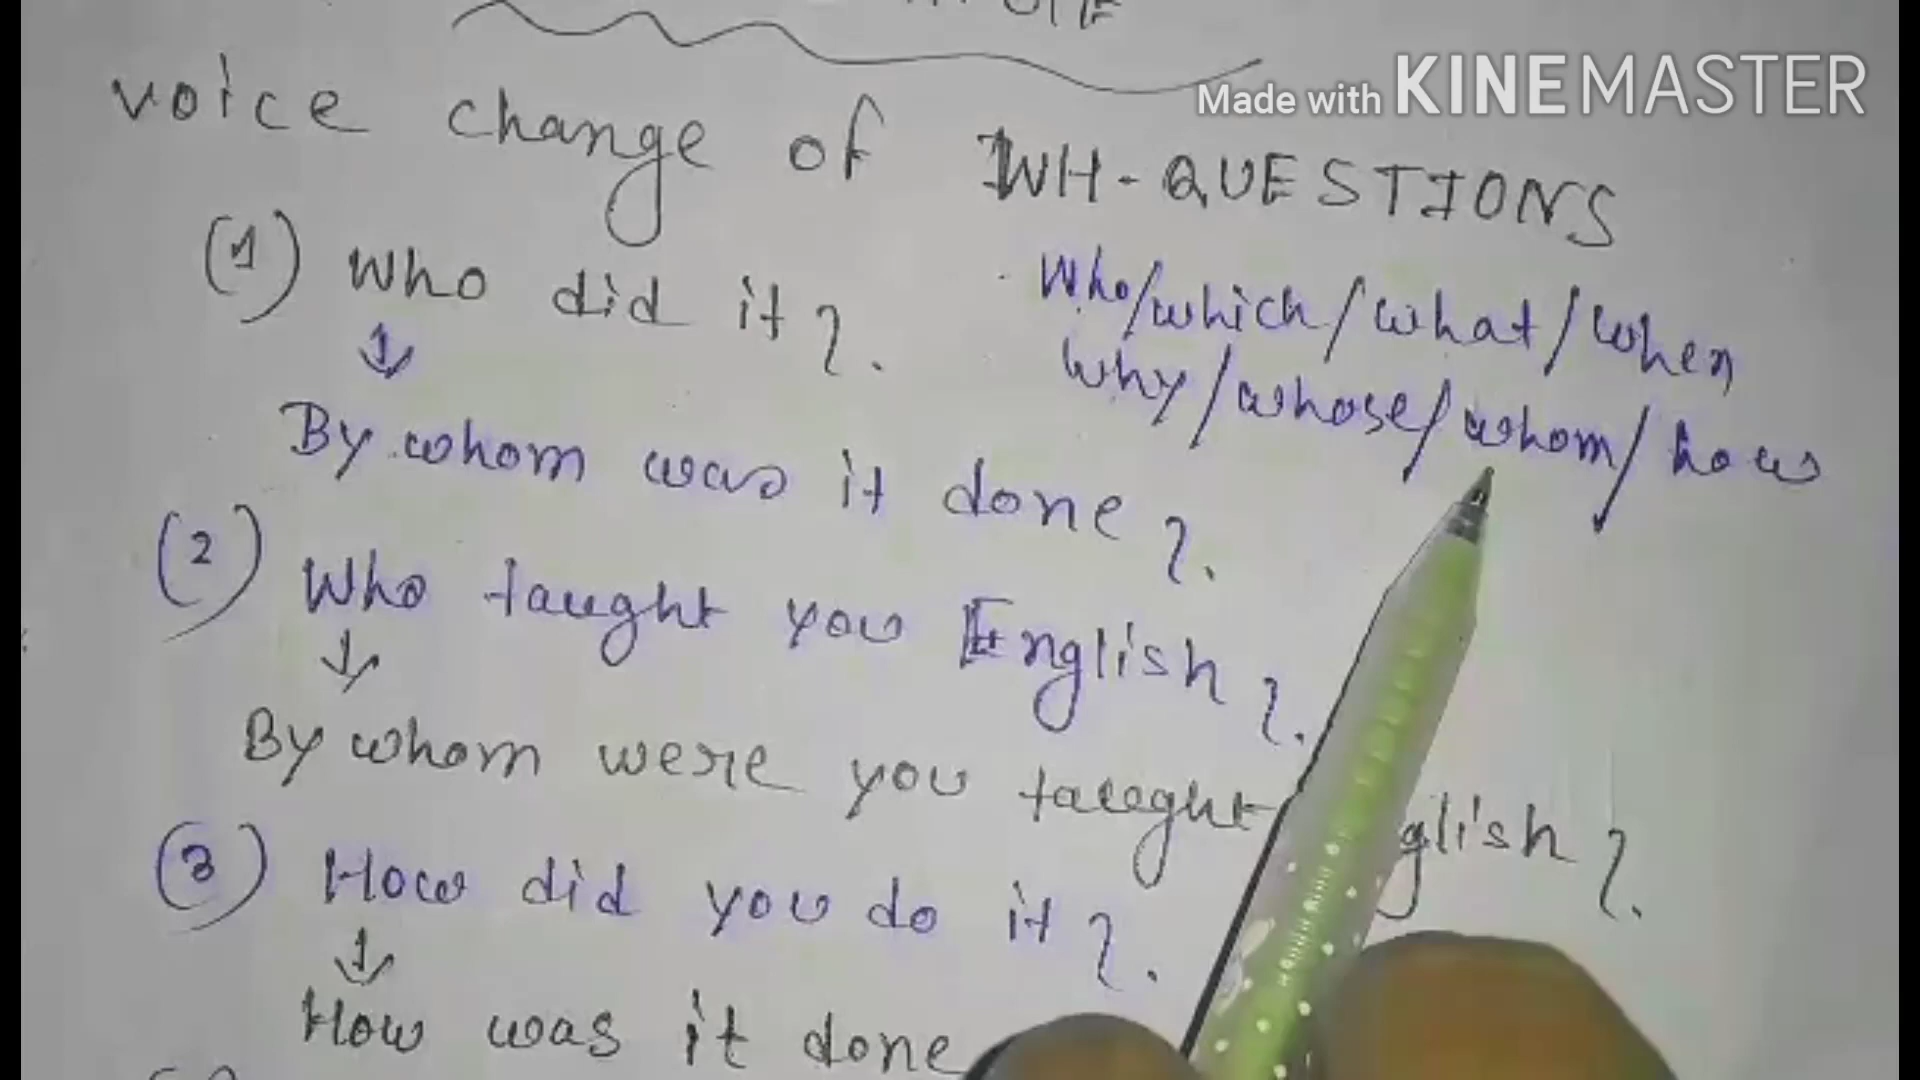 Made with KINEMASTER
voice change of WH-QUESTIONS
(1) Who did it?
Who/which/what/when
why/whose/whom/how
By whom was it done?
(2) Who taught you English?
By whom were you taught glish?
(3) How did you do it?
How was it done